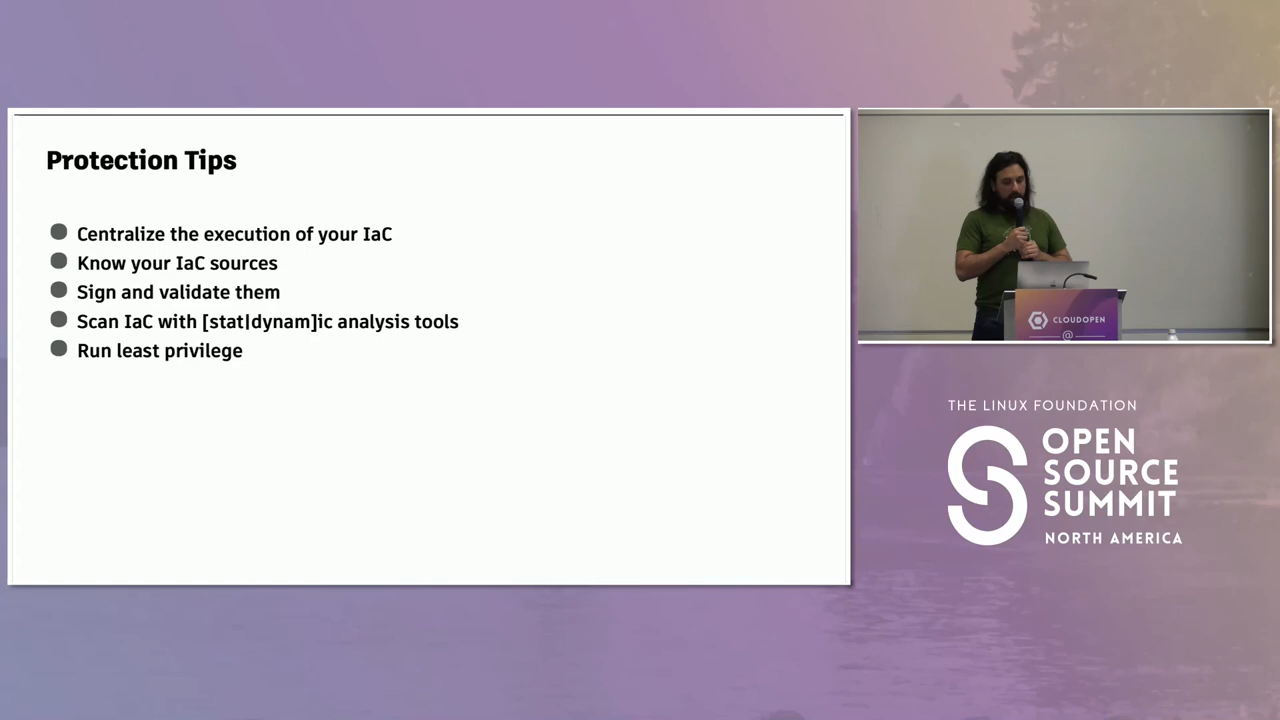 Protection Tips
Centralize the execution of your IaC
Know your IaC sources
Sign and validate them
Scan IaC with [stat|dynam]ic analysis tools
Run least privilege
CLOUDOPEN
@
THE LINUX FOUNDATION
OPEN
SOURCE
SUMMIT
NORTH AMERICA